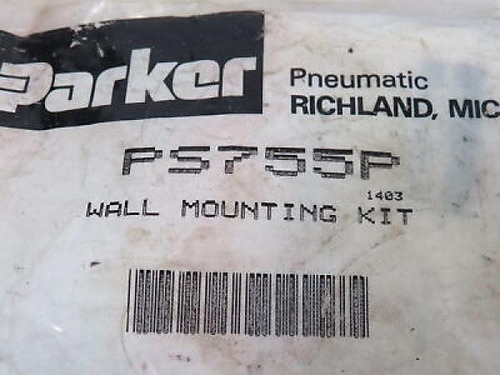 Parker
Pneumatic
RICHLAND, MIC
PS755P
1403
WALL MOUNTING KIT